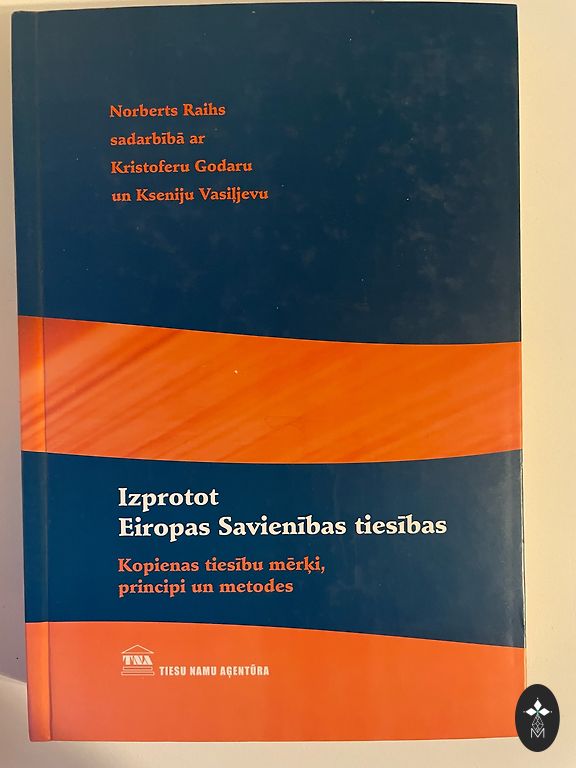 Norberts Raihs
sadarbībā ar
Kristoferu Godaru
un Kseniju Vasiļjevu
Izprotot
Eiropas Savienības tiesības
Kopienas tiesību mērķi,
principi un metodes
TNA TIESU NAMU AĢENTŪRA
M